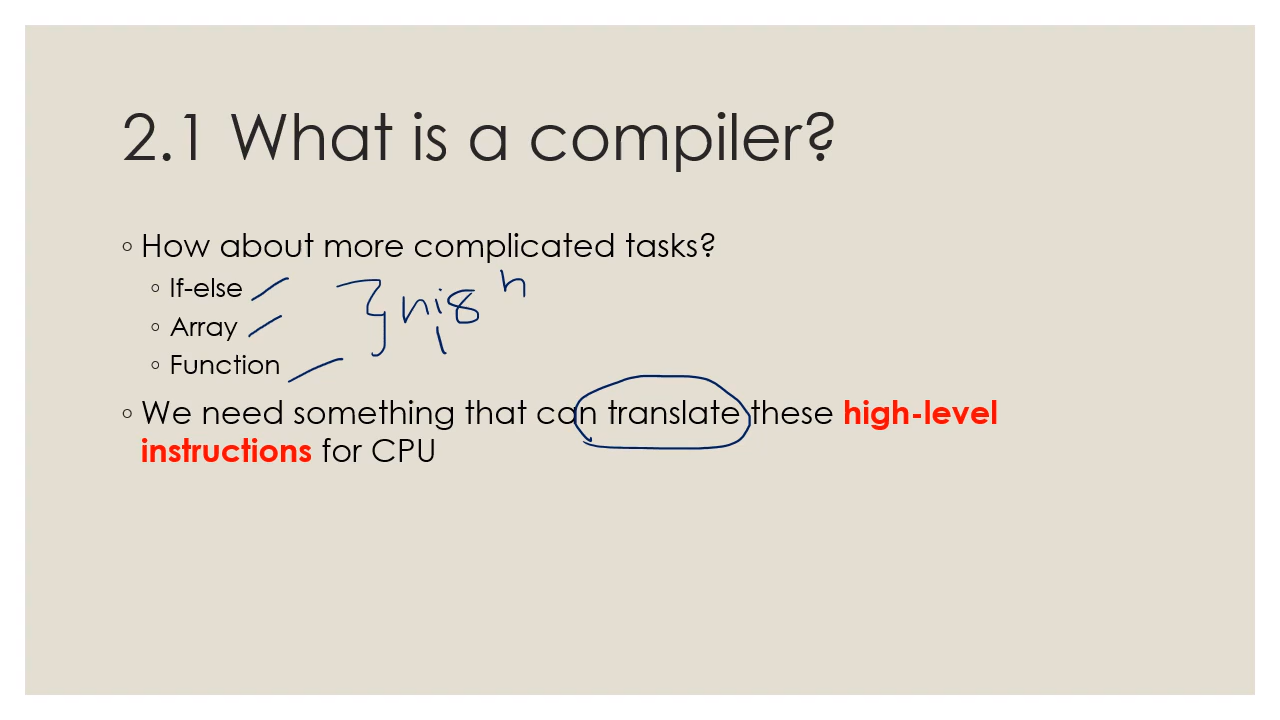 2.1 What is a compiler?
◦ How about more complicated tasks?
◦ If-else
◦ Array
◦ Function
◦ We need something that can translate these high-level
instructions for CPU